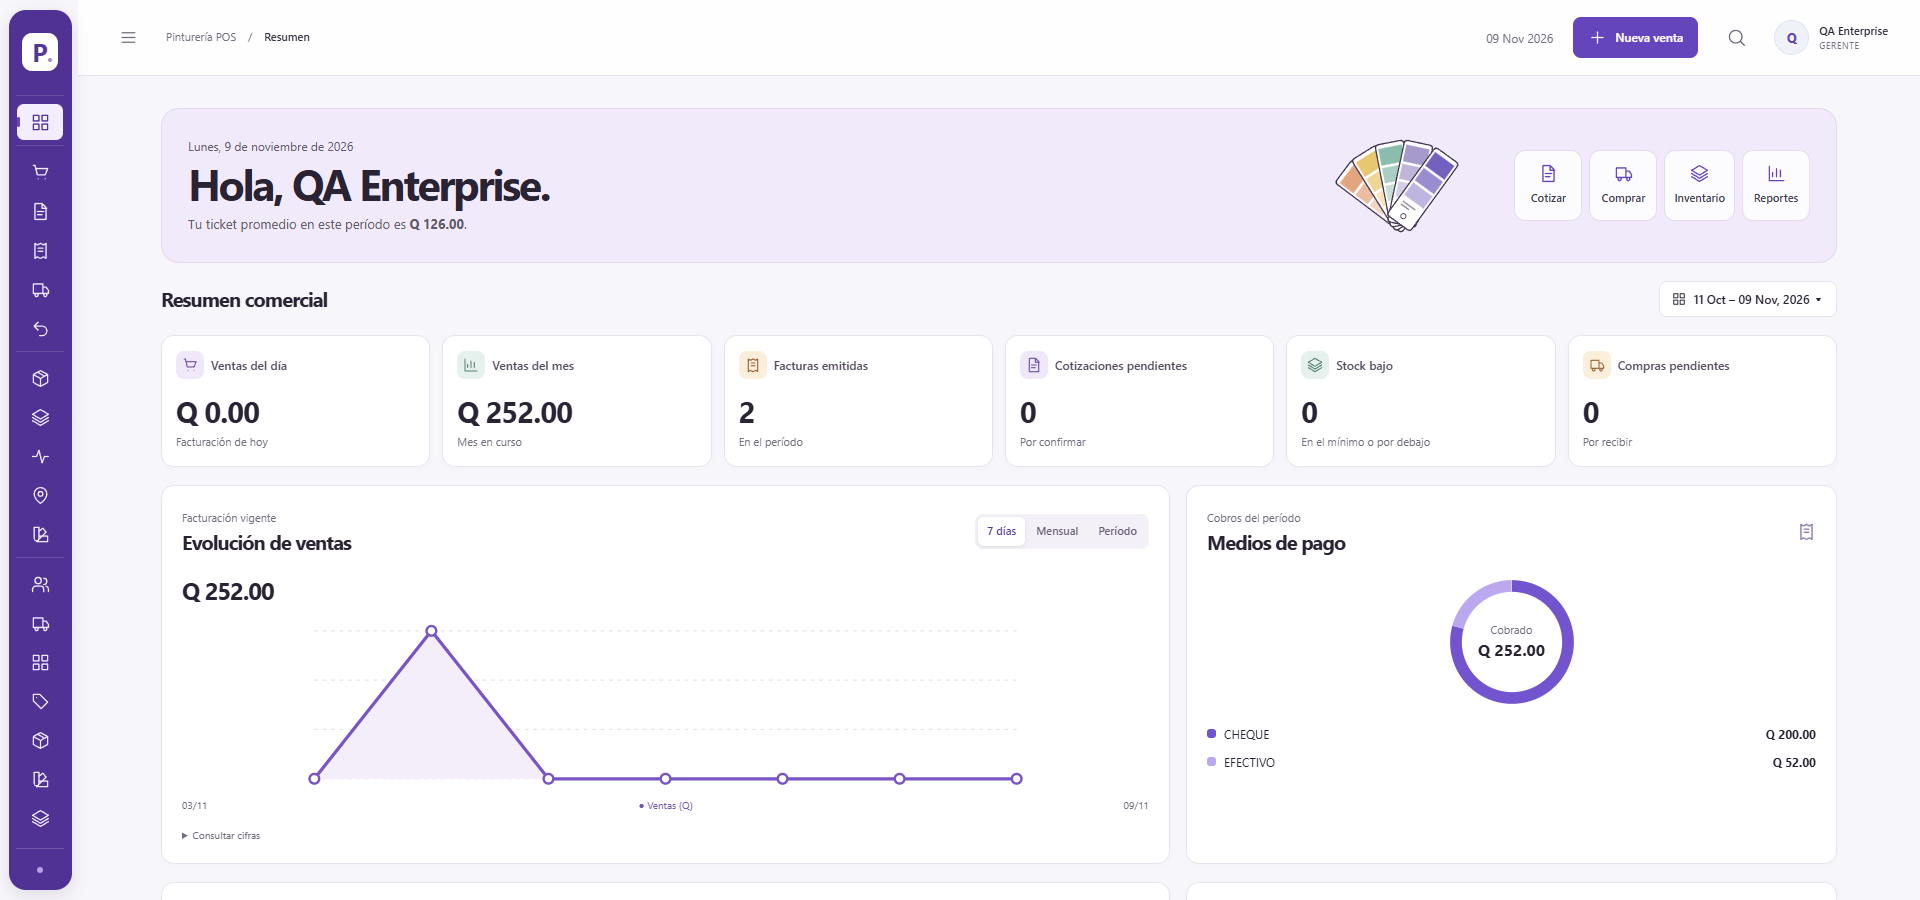 P.
Pinturería POS / Resumen
09 Nov 2026
Nueva venta
Q
QA Enterprise
GERENTE
Lunes, 9 de noviembre de 2026
Hola, QA Enterprise.
Tu ticket promedio en este período es Q 126.00.
Cotizar
Comprar
Inventario
Reportes
Resumen comercial
11 Oct – 09 Nov, 2026
Ventas del día
Q 0.00
Facturación de hoy
Ventas del mes
Q 252.00
Mes en curso
Facturas emitidas
2
En el período
Cotizaciones pendientes
0
Por confirmar
Stock bajo
0
En el mínimo o por debajo
Compras pendientes
0
Por recibir
Facturación vigente
Evolución de ventas
7 días
Mensual
Período
Q 252.00
03/11
Ventas (Q)
09/11
Consultar cifras
Cobros del período
Medios de pago
Cobrado
Q 252.00
CHEQUE Q 200.00
EFECTIVO Q 52.00